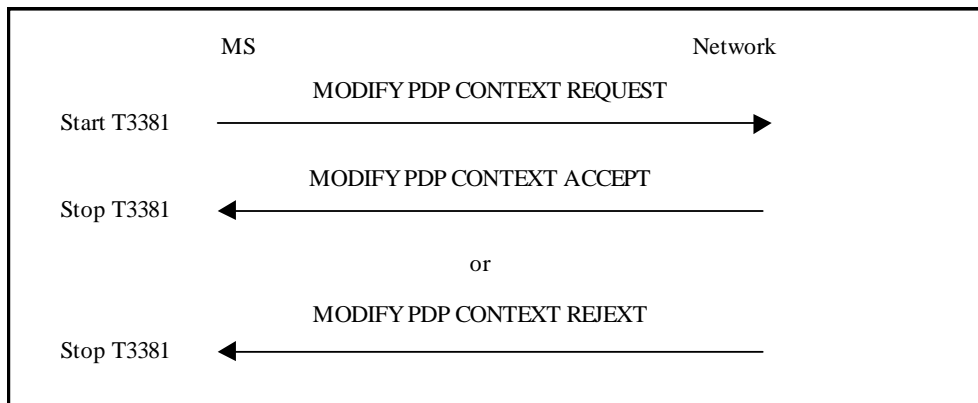 MS Network
MODIFY PDP CONTEXT REQUEST
Start T3381
MODIFY PDP CONTEXT ACCEPT
Stop T3381
or
MODIFY PDP CONTEXT REJEXT
Stop T3381